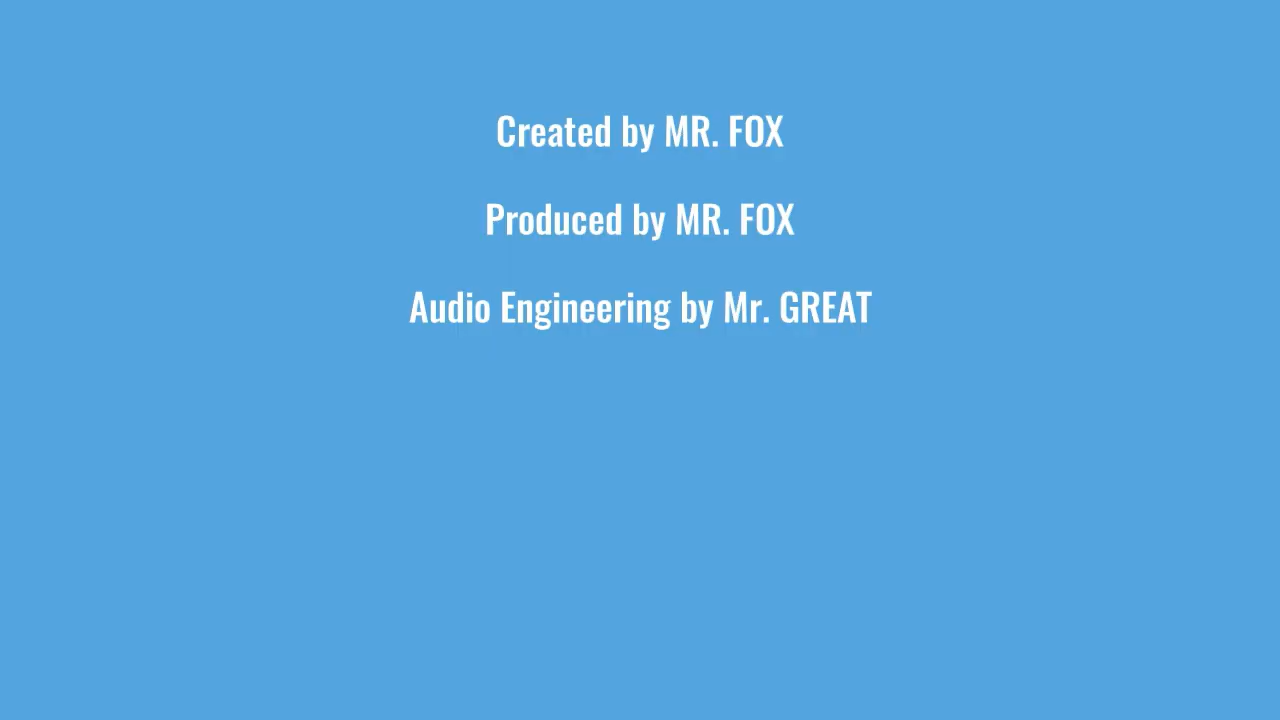 Created by MR. FOX
Produced by MR. FOX
Audio Engineering by Mr. GREAT